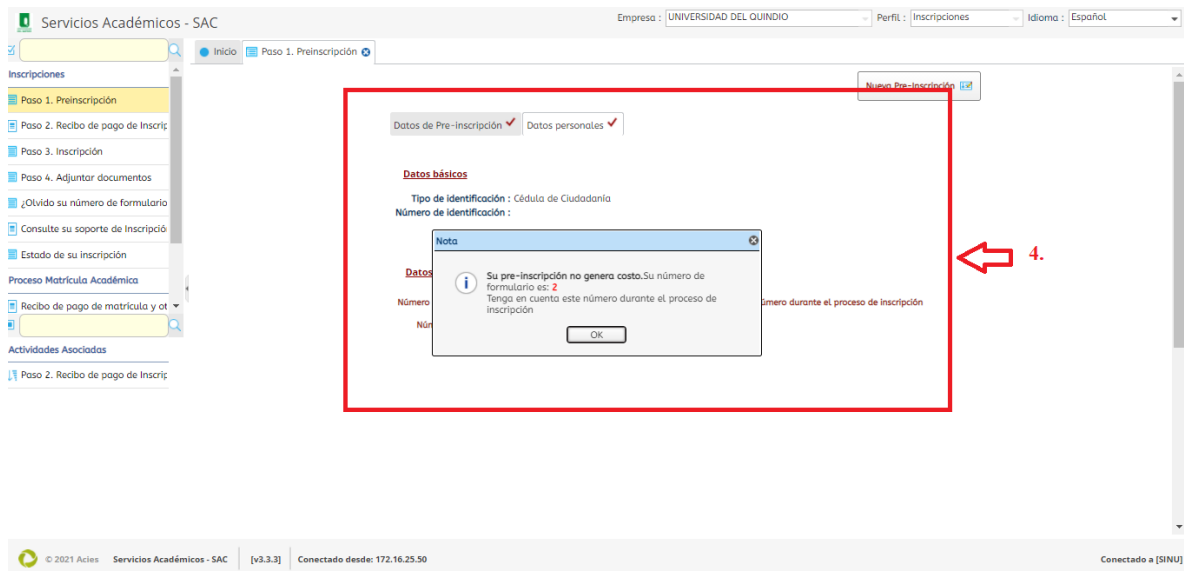 Servicios Académicos - SAC
Empresa : UNIVERSIDAD DEL QUINDIO Perfil : Inscripciones Idioma : Español
Inicio Paso 1. Preinscripción
Inscripciones
Paso 1. Preinscripción
Paso 2. Recibo de pago de Inscrip
Paso 3. Inscripción
Paso 4. Adjuntar documentos
¿Olvido su número de formulario
Consulte su soporte de Inscripció
Estado de su inscripción
Proceso Matrícula Académica
Recibo de pago de matrícula y ot
Actividades Asociadas
Paso 2. Recibo de pago de Inscrip
Pre-Inscripción
Datos de Pre-inscripción Datos personales
Datos básicos
Tipo de identificación : Cédula de Ciudadanía
Número de identificación :
Datos
Número
Núm
Nota
Su pre-inscripción no genera costo.Su número de
formulario es: 2
Tenga en cuenta este número durante el proceso de
inscripción
OK
número durante el proceso de inscripción
4.
© 2021 Acies Servicios Académicos - SAC [v3.3.3] Conectado desde: 172.16.25.50 Conectado a [SINU]